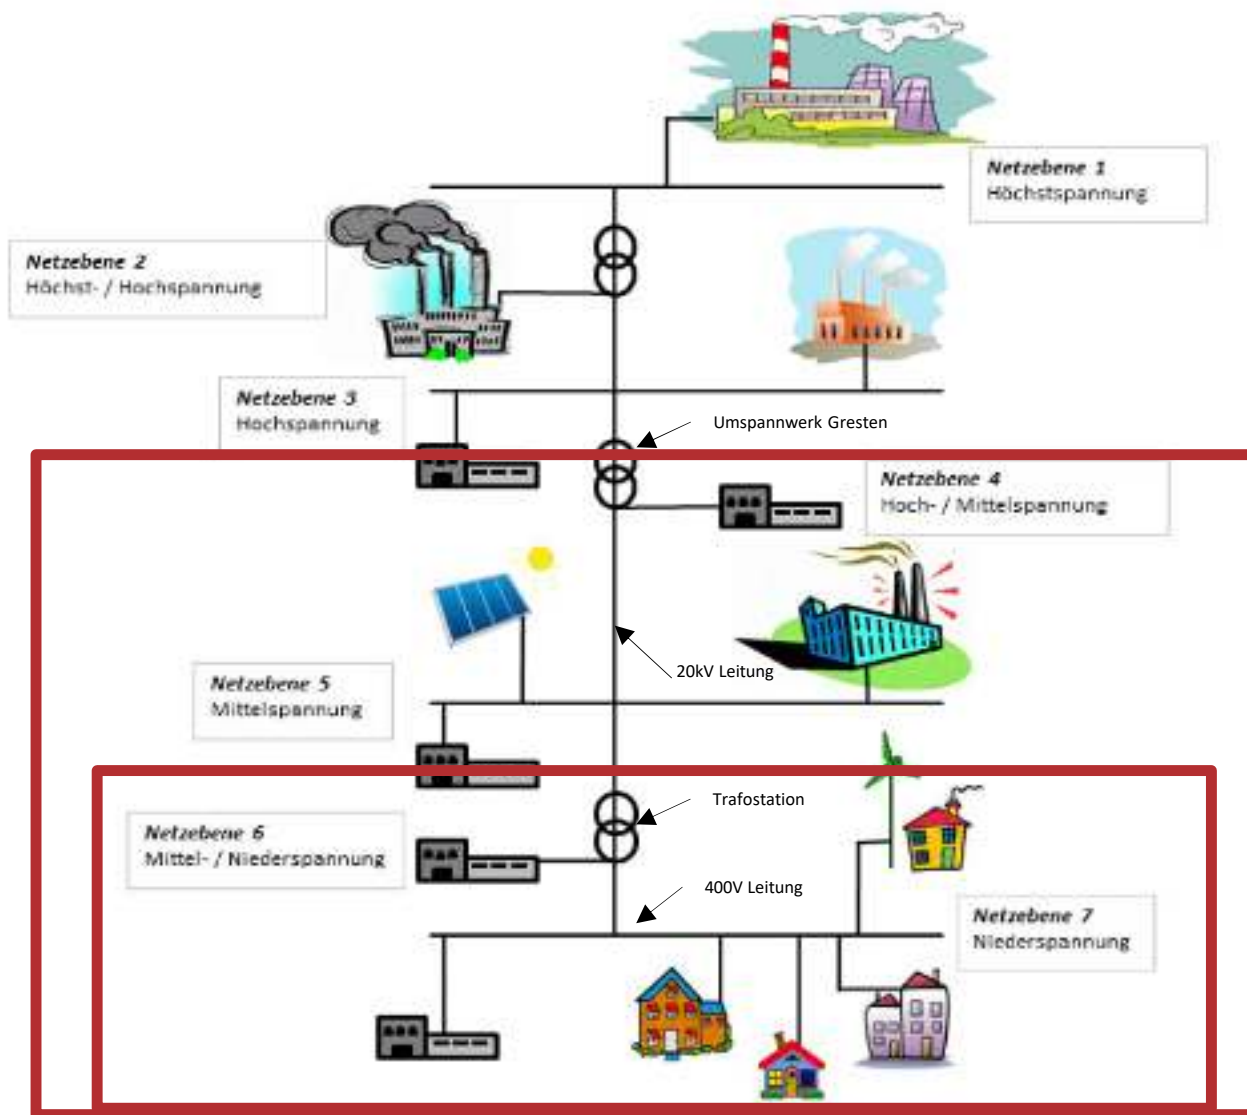 Netzebene 1
Höchstspannung
Netzebene 2
Höchst- / Hochspannung
Netzebene 3
Hochspannung
Umspannwerk Gresten
Netzebene 4
Hoch- / Mittelspannung
20kV Leitung
Netzebene 5
Mittelspannung
Trafostation
Netzebene 6
Mittel- / Niederspannung
400V Leitung
Netzebene 7
Niederspannung